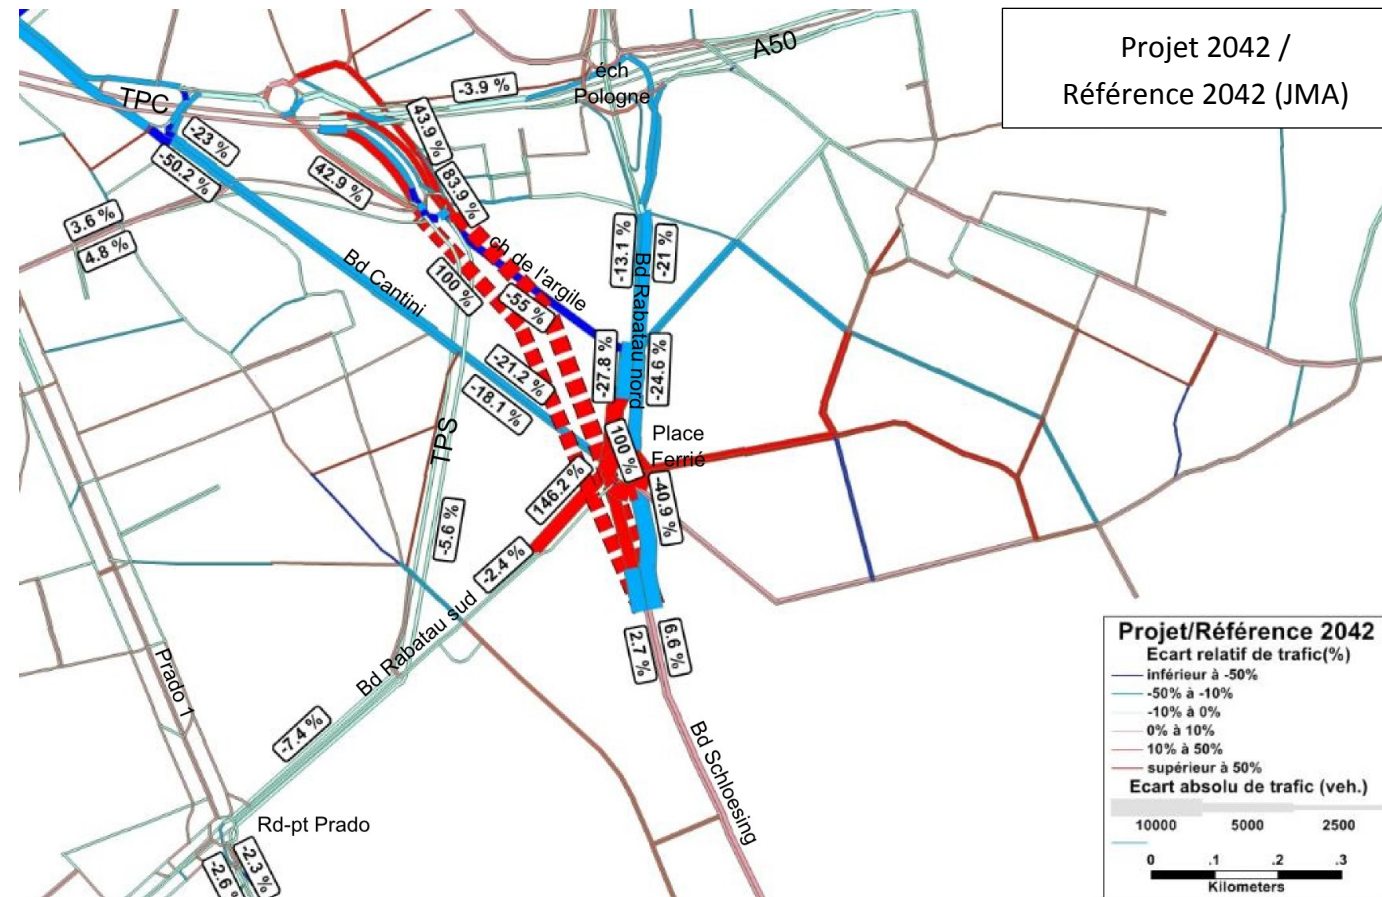 Projet 2042 /
Référence 2042 (JMA)
A50
éch
Pologne
-3.9 %
TPC
43.9 %
-23 %
-50.2 %
42.9 %
83.9 %
3.6 %
4.8 %
ch de l'argile
-13.1 %
Bd Rabatau nord
-21 %
Bd Cantini
100 %
-55 %
-27.8 %
-24.6 %
-21.2 %
-18.1 %
100 %
Place
Ferrié
TPS
146.2 %
-40.9 %
-5.6 %
-2.4 %
Bd Rabatau sud
2.7 %
6.6 %
Prado 1
-7.4 %
Bd Schloesing
Rd-pt Prado
-2.3 %
-2.6 %
Projet/Référence 2042
Ecart relatif de trafic(%)
inférieur à -50%
-50% à -10%
-10% à 0%
0% à 10%
10% à 50%
supérieur à 50%
Ecart absolu de trafic (veh.)
10000 5000 2500
0 .1 .2 .3
Kilometers